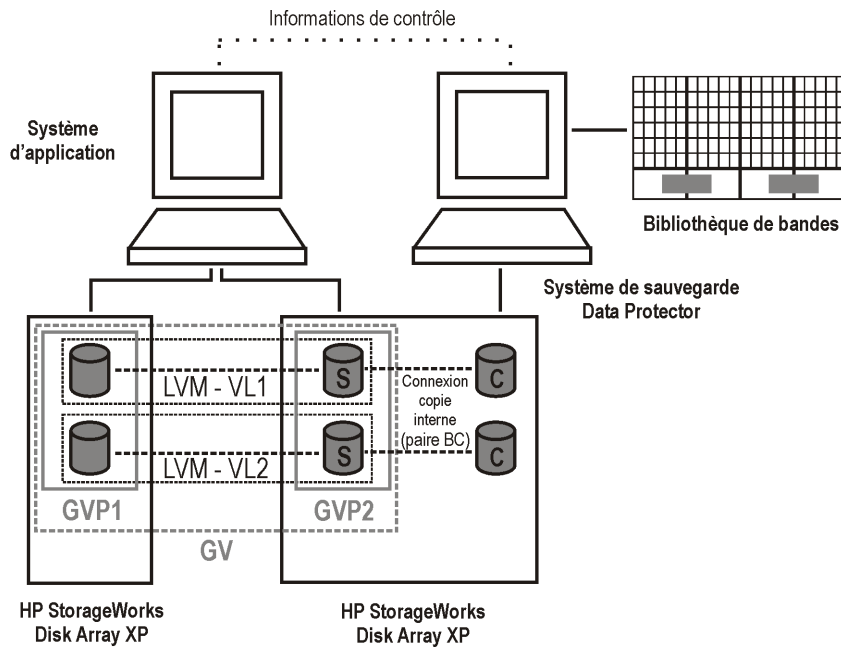 Informations de contrôle
Système
d'application
Bibliothèque de bandes
Système de sauvegarde
Data Protector
LVM - VL1
S
C
Connexion
copie
interne
(paire BC)
LVM - VL2
S
C
GVP1
GVP2
GV
HP StorageWorks
Disk Array XP
HP StorageWorks
Disk Array XP